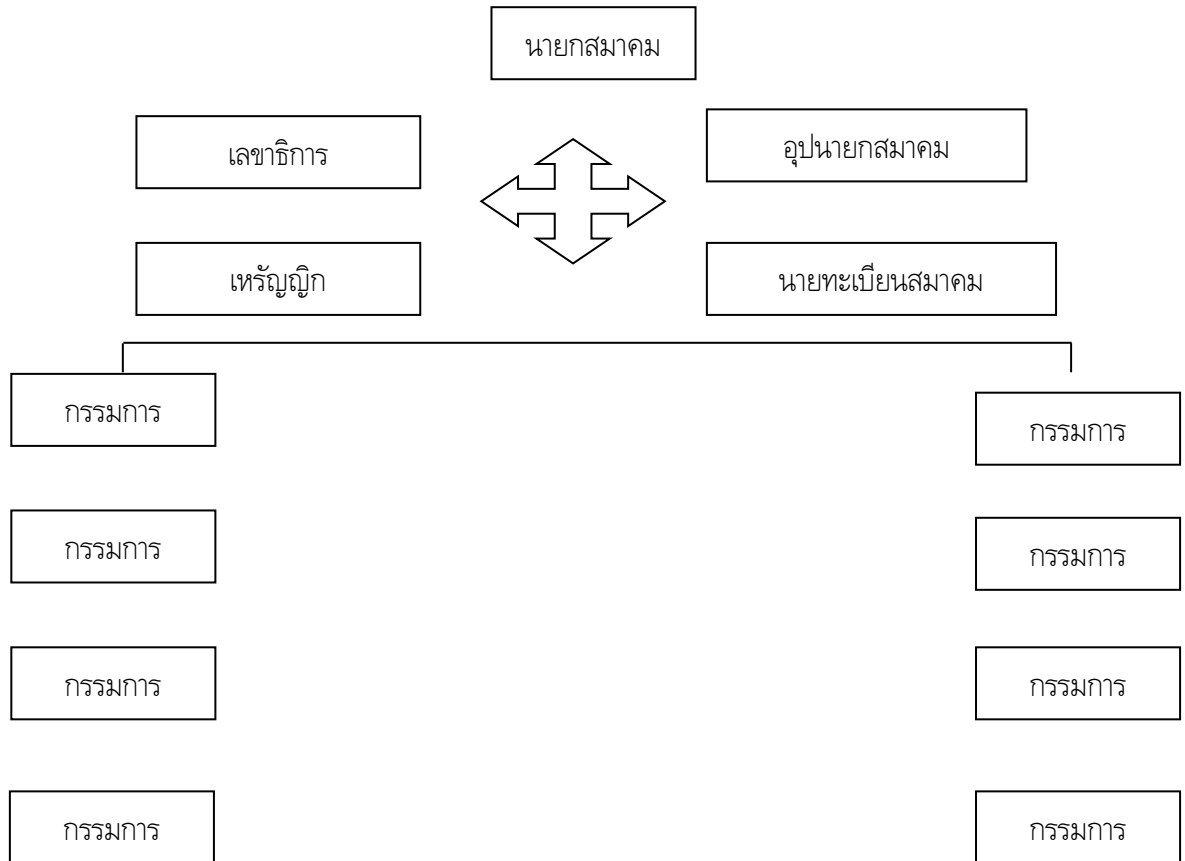 นายกสมาคม
เลขาธิการ
อุปนายกสมาคม
เหรัญญิก
นายทะเบียนสมาคม
กรรมการ
กรรมการ
กรรมการ
กรรมการ
กรรมการ
กรรมการ
กรรมการ
กรรมการ